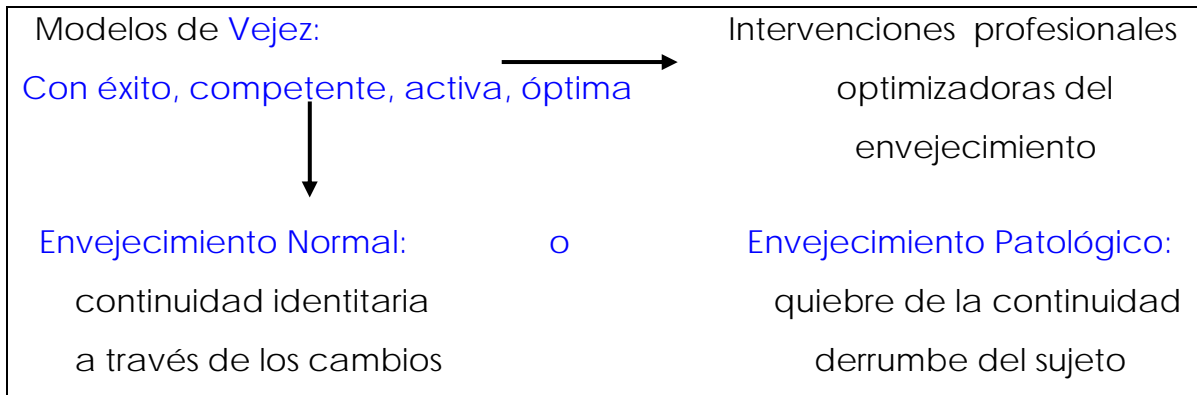 Modelos de Vejez: Intervenciones profesionales
Con éxito, competente, activa, óptima optimizadoras del
envejecimiento
Envejecimiento Normal: o Envejecimiento Patológico:
continuidad identitaria quiebre de la continuidad
a través de los cambios derrumbe del sujeto